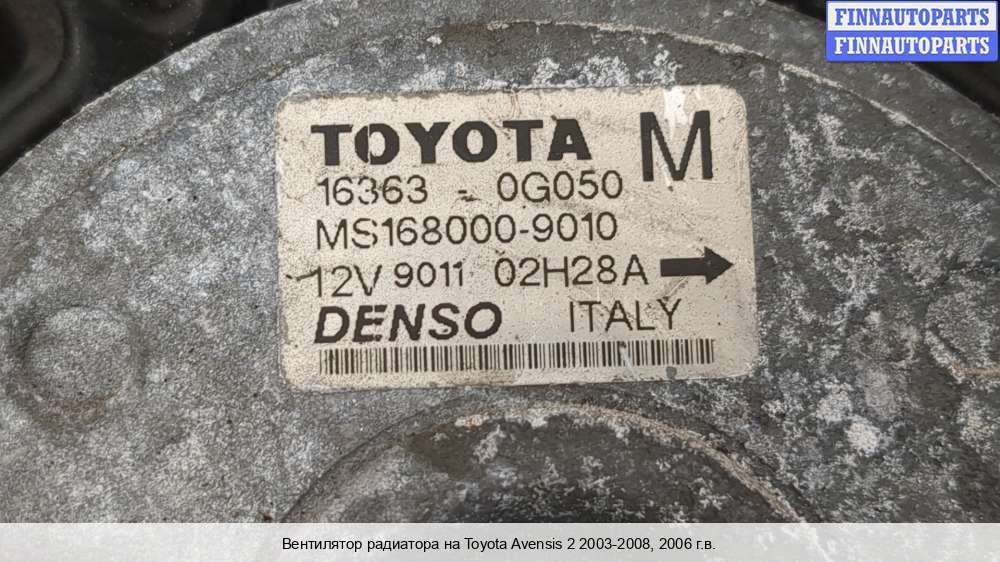 FINNAUTOPARTS
FINNAUTOPARTS
TOYOTA M
16363 - 0G050
MS168000-9010
12V 9011 02H28A
DENSO ITALY
Вентилятор радиатора на Toyota Avensis 2 2003-2008, 2006 г.в.